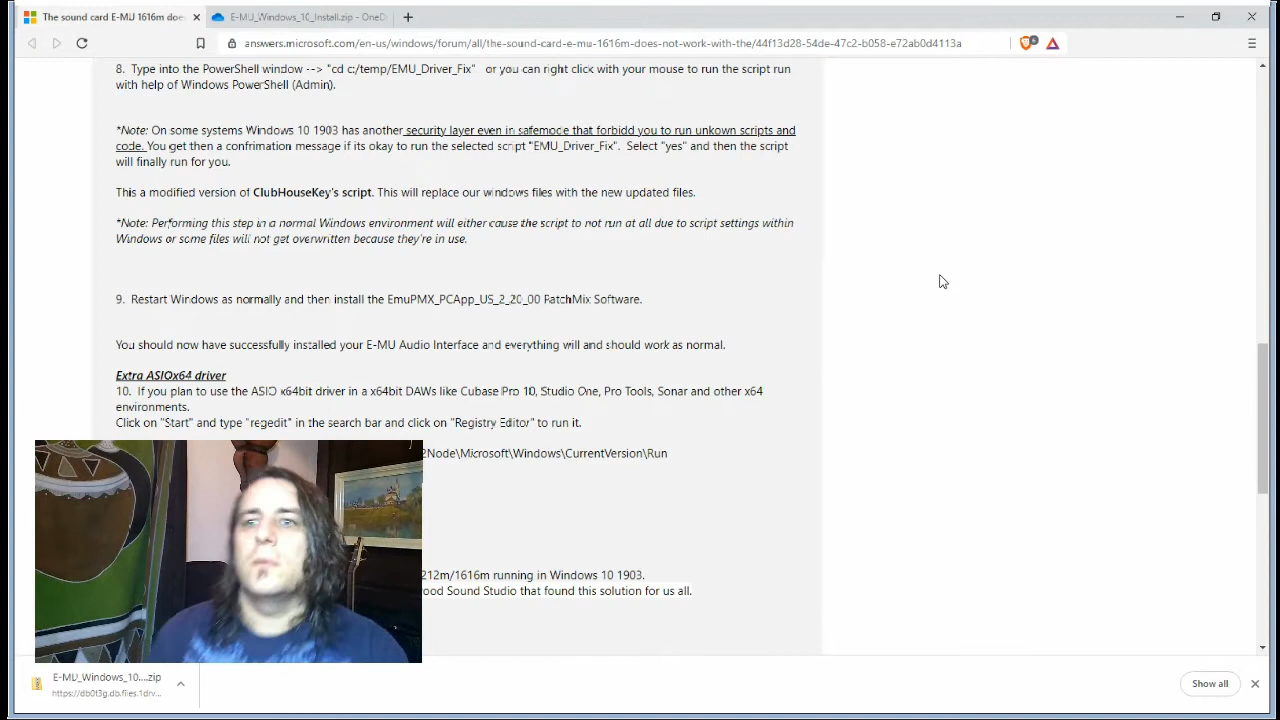 The sound card E-MU 1616m does
E-MU_Windows_10_Install.zip - OneD
answers.microsoft.com/en-us/windows/forum/all/the-sound-card-e-mu-1616m-does-not-work-with-the/44f13d28-54de-47c2-b058-e72ab0d4113a
8. Type into the PowerShell window --> "cd c:/temp/EMU_Driver_Fix" or you can right click with your mouse to run the script run
with help of Windows PowerShell (Admin).
*Note: On some systems Windows 10 1903 has another security layer even in safemode that forbidd you to run unkown scripts and
code. You get then a confrimation message if its okay to run the selected script "EMU_Driver_Fix". Select "yes" and then the script
will finally run for you.
This a modified version of ClubHouseKey's script. This will replace our windows files with the new updated files.
*Note: Performing this step in a normal Windows environment will either cause the script to not run at all due to script settings within
Windows or some files will not get overwritten because they're in use.
9. Restart Windows as normally and then install the EmuPMX_PCApp_US_2_20_00 PatchMix Software.
You should now have successfully installed your E-MU Audio Interface and everything will and should work as normal.
Extra ASIOx64 driver
10. If you plan to use the ASIO x64bit driver in a x64bit DAWs like Cubase Pro 10, Studio One, Pro Tools, Sonar and other x64
environments.
Click on "Start" and type "regedit" in the search bar and click on "Registry Editor" to run it.
2Node\Microsoft\Windows\CurrentVersion\Run
212m/1616m running in Windows 10 1903.
ood Sound Studio that found this solution for us all.
E-MU_Windows_10....zip
https://db0t3g.db.files.1drv...
Show all